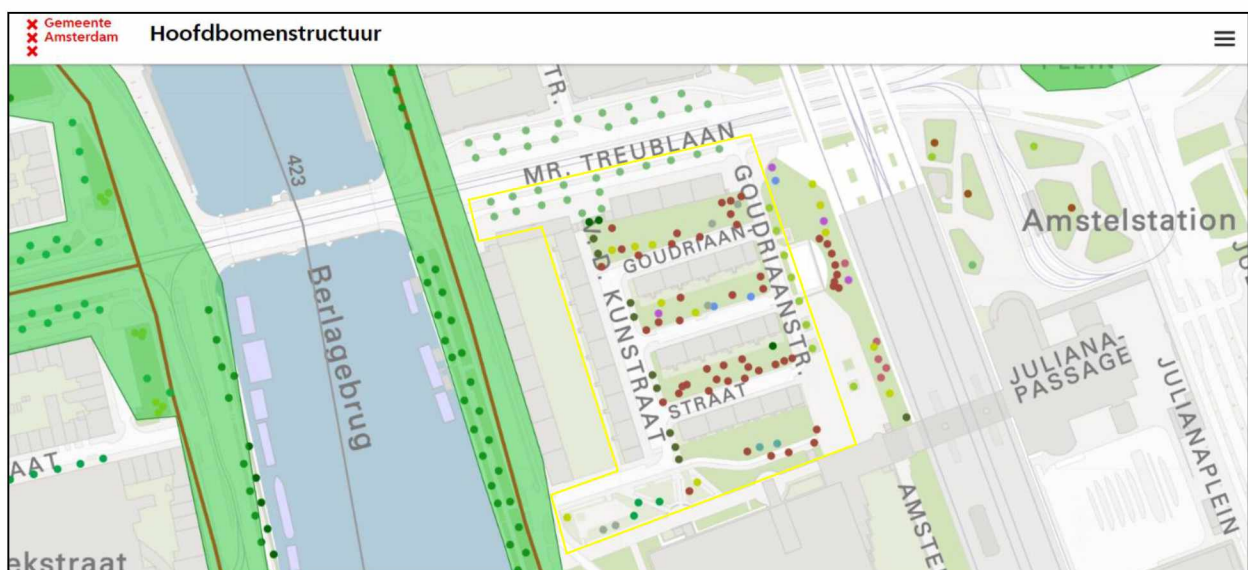 Gemeente
Amsterdam
Hoofdbomenstructuur
PLEIN
TR.
MR. TREUBLAAN
423
GOUDRIAANSTR.
Amstelstation
GOUDRIAAN-
V. D. KUNSTRAAT
Berlagebrug
JULIANA-
PASSAGE
STRAAT
JULIANAPLEIN
AAT
AMSTE
ekstraat